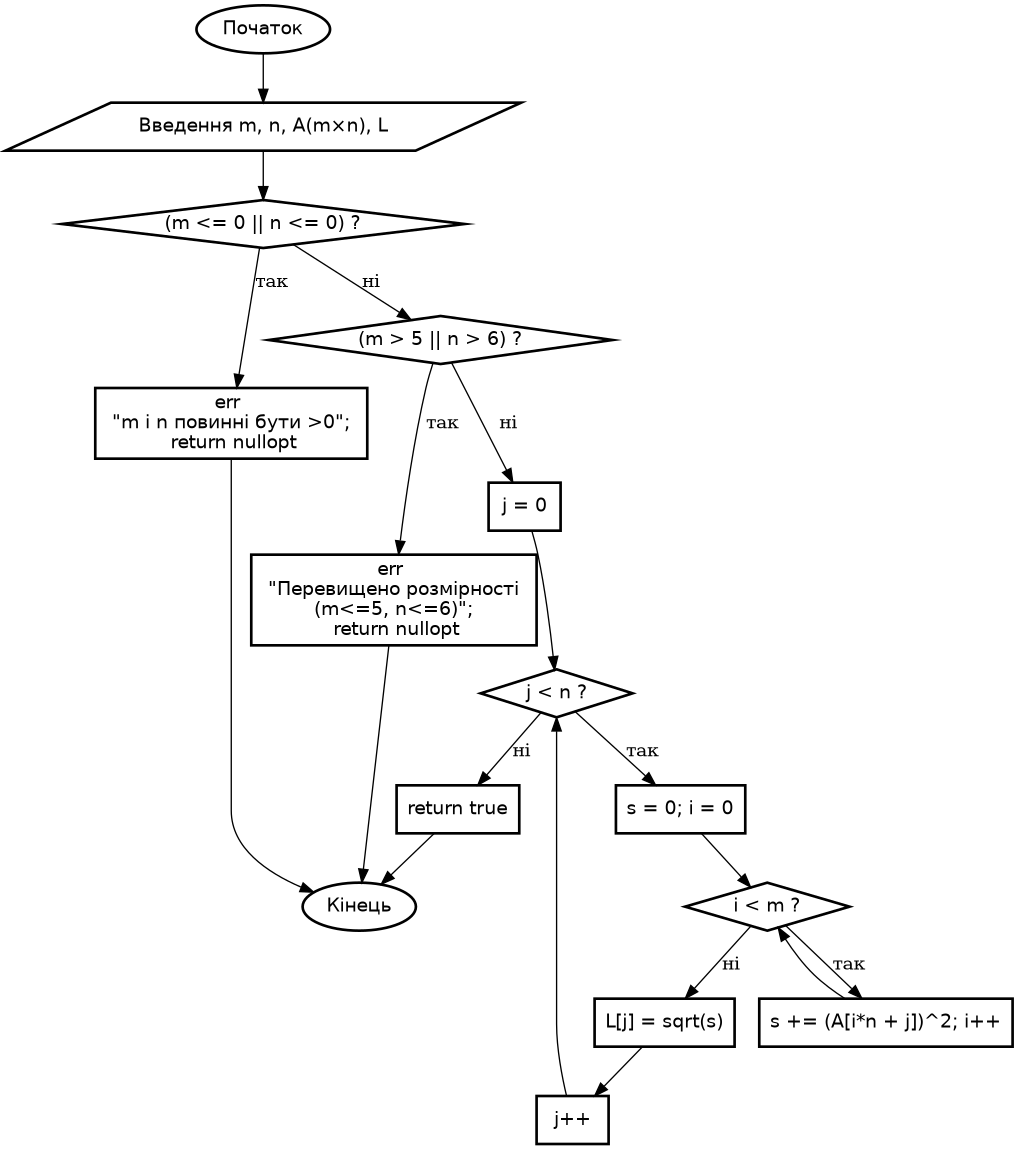 Початок
Введення m, n, A(m×n), L
(m <= 0 || n <= 0) ?
так
ні
(m > 5 || n > 6) ?
err
"m і n повинні бути >0";
return nullopt
так
ні
j = 0
err
"Перевищено розмірності
(m<=5, n<=6)";
return nullopt
j < n ?
ні
так
return true
s = 0; i = 0
Кінець
i < m ?
ні
так
L[j] = sqrt(s)
s += (A[i*n + j])^2; i++
j++